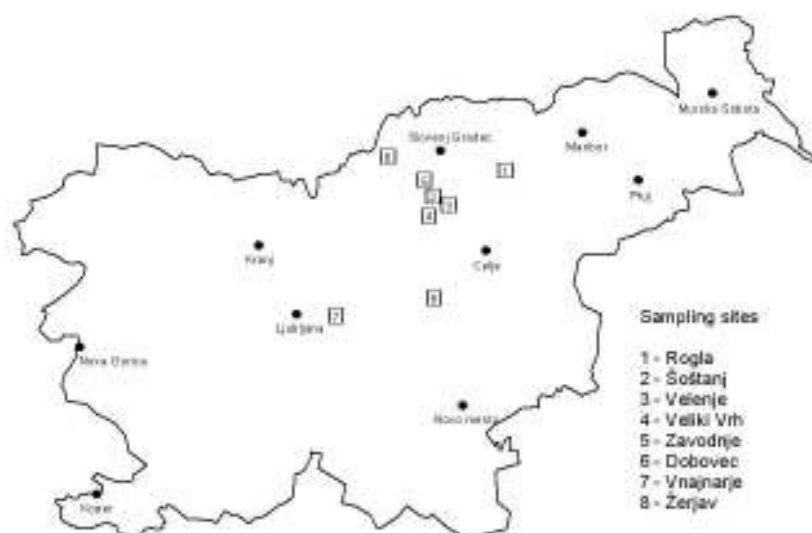 Murska Sobota
Slovenj Gradec
Maribor
8
1
5
Ptuj
2
3
4
Kranj
Celje
6
7
Ljubljana
Sampling sites
Nova Gorica
1 - Rogla
2 - Šoštanj
3 - Velenje
Novo mesto
4 - Veliki Vrh
5 - Zavodnje
6 - Dobovec
7 - Vnajnarje
Koper
8 - Žerjav